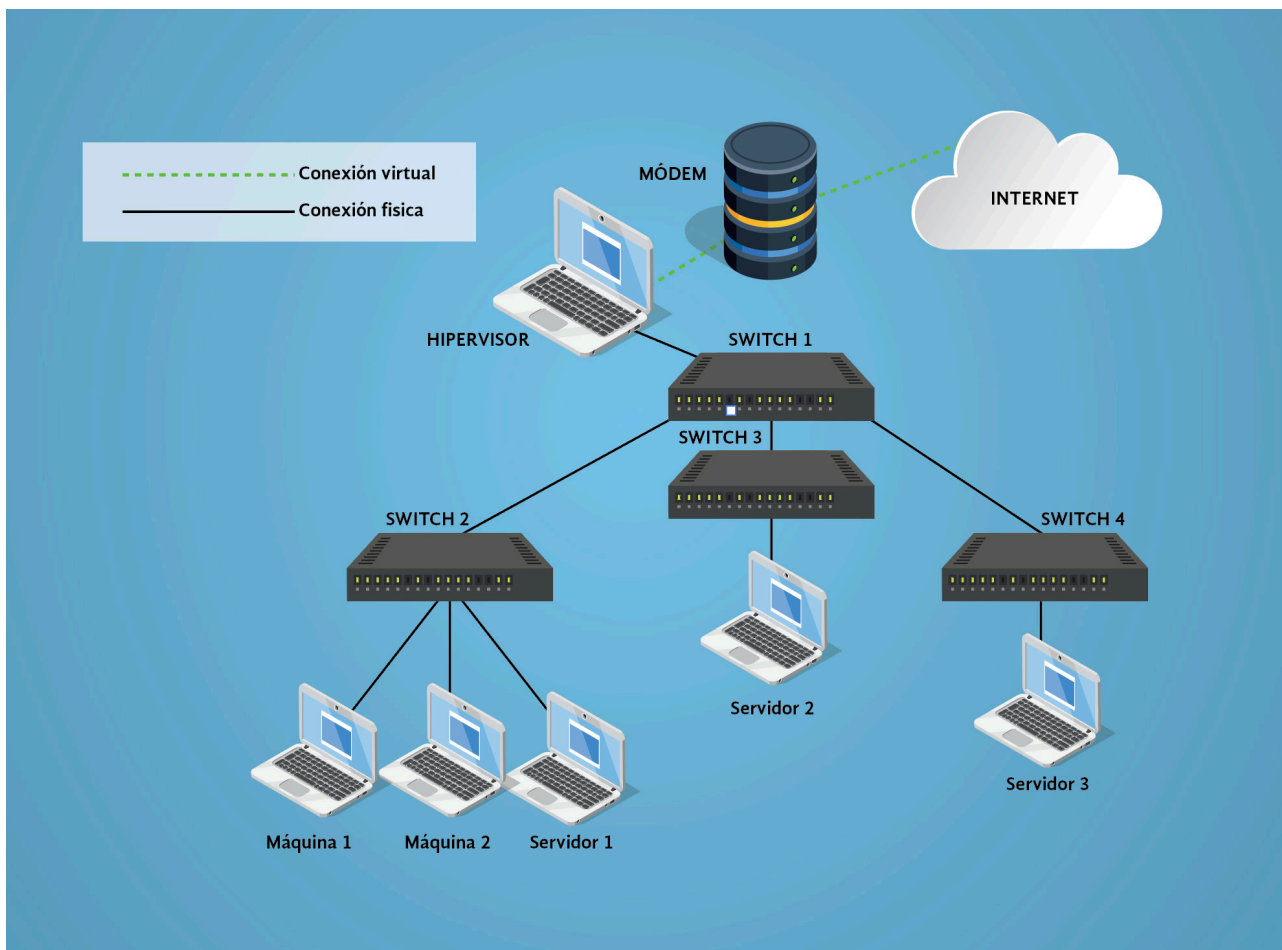 Conexión virtual
Conexión fisica
MÓDEM
INTERNET
HIPERVISOR
SWITCH 1
SWITCH 3
SWITCH 2
SWITCH 4
Servidor 2
Servidor 3
Máquina 1
Máquina 2
Servidor 1